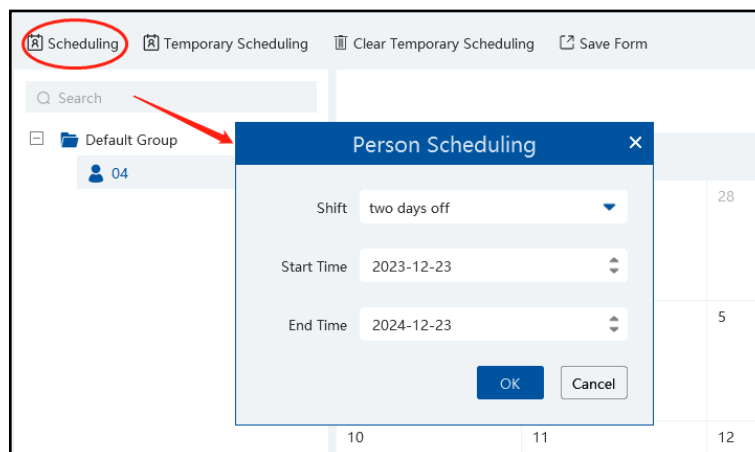 Scheduling Temporary Scheduling Clear Temporary Scheduling Save Form
Search
Default Group
04
Person Scheduling
Shift two days off
Start Time 2023-12-23
End Time 2024-12-23
OK Cancel
28
5
10 11 12